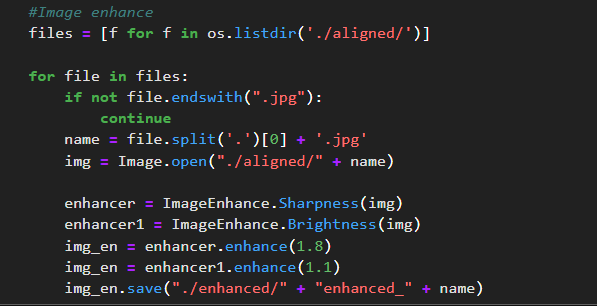 #Image enhance
files = [f for f in os.listdir('./aligned/')]
for file in files:
if not file.endswith(".jpg"):
continue
name = file.split('.')[0] + '.jpg'
img = Image.open("./aligned/" + name)
enhancer = ImageEnhance.Sharpness(img)
enhancer1 = ImageEnhance.Brightness(img)
img_en = enhancer.enhance(1.8)
img_en = enhancer1.enhance(1.1)
img_en.save("./enhanced/" + "enhanced_" + name)